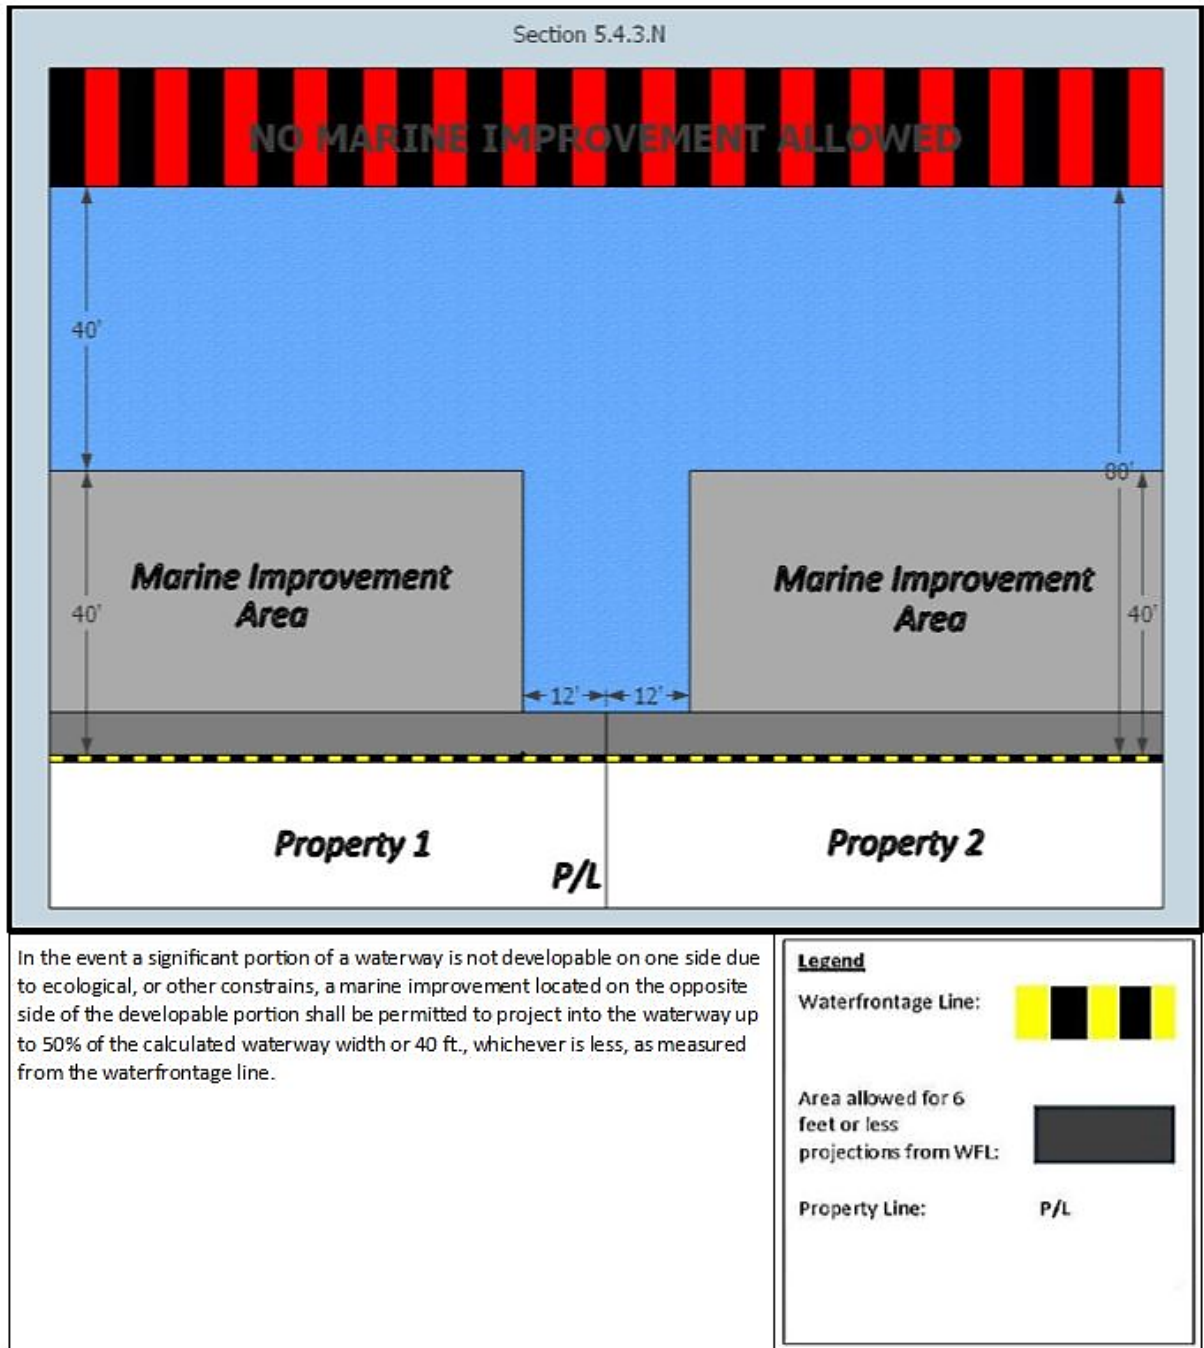 Section 5.4.3.N
NO MARINE IMPROVEMENT ALLOWED
40'
80'
Marine Improvement
Area
Marine Improvement
Area
40'
40'
12'
12'
Property 1
Property 2
P/L
In the event a significant portion of a waterway is not developable on one side due
to ecological, or other constrains, a marine improvement located on the opposite
side of the developable portion shall be permitted to project into the waterway up
to 50% of the calculated waterway width or 40 ft., whichever is less, as measured
from the waterfrontage line.
Legend
Waterfrontage Line:
Area allowed for 6
feet or less
projections from WFL:
Property Line:
P/L